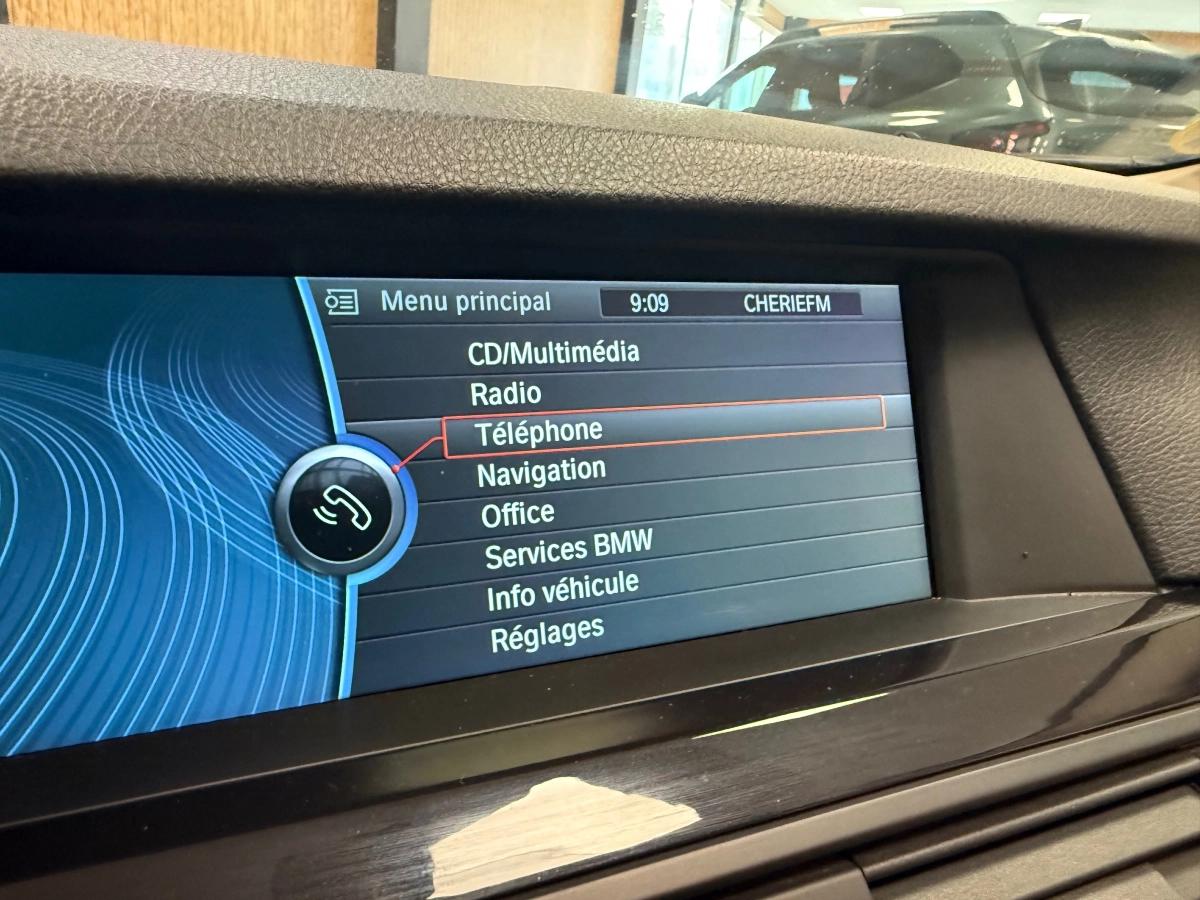 Menu principal 9:09 CHERIEFM
CD/Multimédia
Radio
Téléphone
Navigation
Office
Services BMW
Info véhicule
Réglages